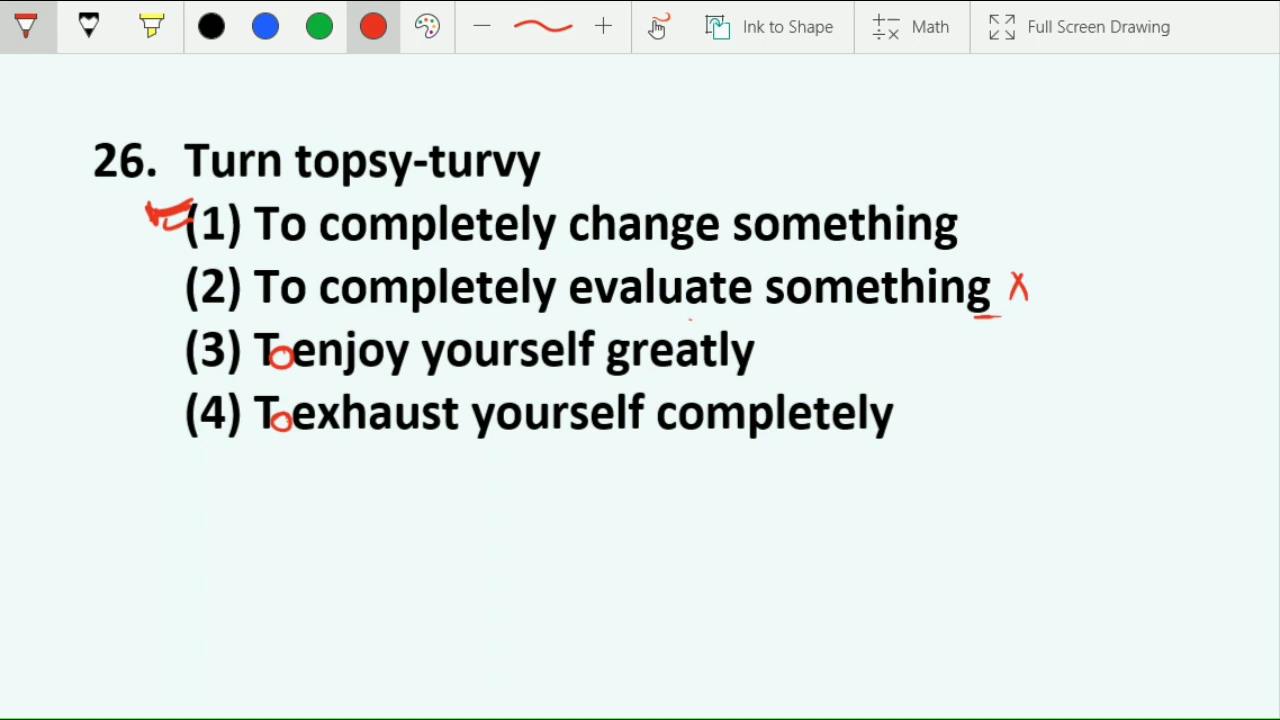 Ink to Shape Math Full Screen Drawing
26. Turn topsy-turvy
(1) To completely change something
(2) To completely evaluate something x
(3) To enjoy yourself greatly
(4) To exhaust yourself completely